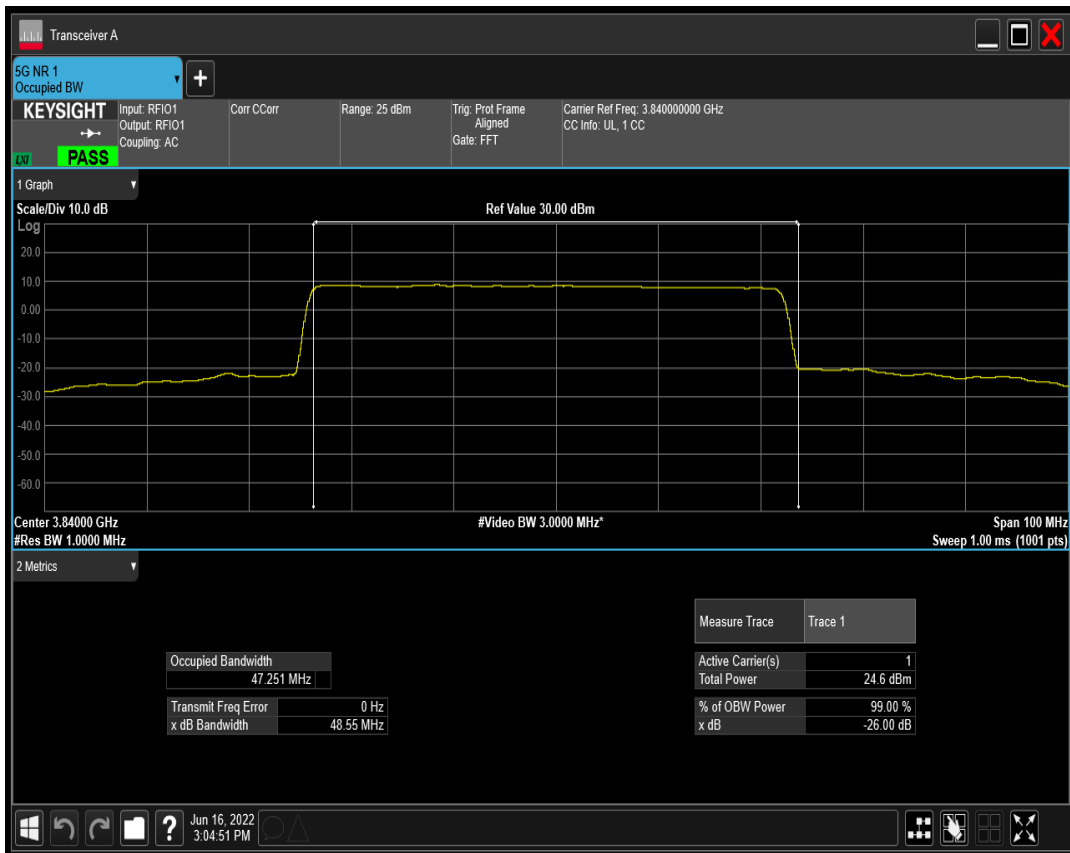 Transceiver A
5G NR 1
Occupied BW
KEYSIGHT
LXI
PASS
Input: RFIO1
Output: RFIO1
Coupling: AC
Corr CCorr
Range: 25 dBm
Trig: Prot Frame
Aligned
Gate: FFT
Carrier Ref Freq: 3.840000000 GHz
CC Info: UL, 1 CC
1 Graph
Scale/Div 10.0 dB
Ref Value 30.00 dBm
Log
20.0
10.0
0.00
-10.0
-20.0
-30.0
-40.0
-50.0
-60.0
Center 3.84000 GHz
#Video BW 3.0000 MHz*
Span 100 MHz
#Res BW 1.0000 MHz
Sweep 1.00 ms (1001 pts)
2 Metrics
Measure Trace Trace 1
Occupied Bandwidth
47.251 MHz
Active Carrier(s) 1
Total Power 24.6 dBm
Transmit Freq Error 0 Hz
x dB Bandwidth 48.55 MHz
% of OBW Power 99.00 %
x dB -26.00 dB
?
Jun 16, 2022
3:04:51 PM